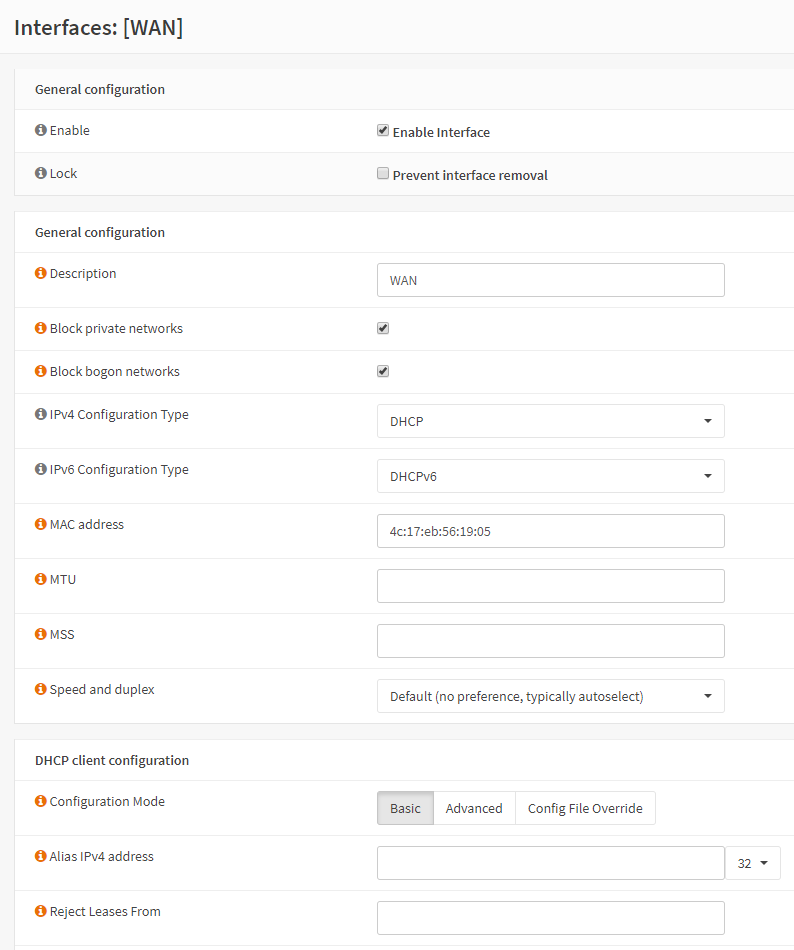 Interfaces: [WAN]
General configuration
Enable
Enable Interface
Lock
Prevent interface removal
General configuration
Description
WAN
Block private networks
Block bogon networks
IPv4 Configuration Type
DHCP
IPv6 Configuration Type
DHCPv6
MAC address
4c:17:eb:56:19:05
MTU
MSS
Speed and duplex
Default (no preference, typically autoselect)
DHCP client configuration
Configuration Mode
Basic Advanced Config File Override
Alias IPv4 address
32
Reject Leases From